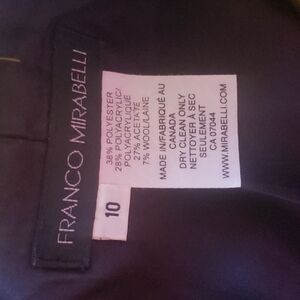 FRANCO MIRABELLI
10
38% POLYESTER
28% POLYACRYLIC/
POLYACRYLIQUE
27% ACETATE
7% WOOL/LAINE
MADE IN/FABRIQUÉ AU
CANADA
DRY CLEAN ONLY
NETTOYER À SEC
SEULEMENT
CA 07044
WWW.MIRABELLI.COM